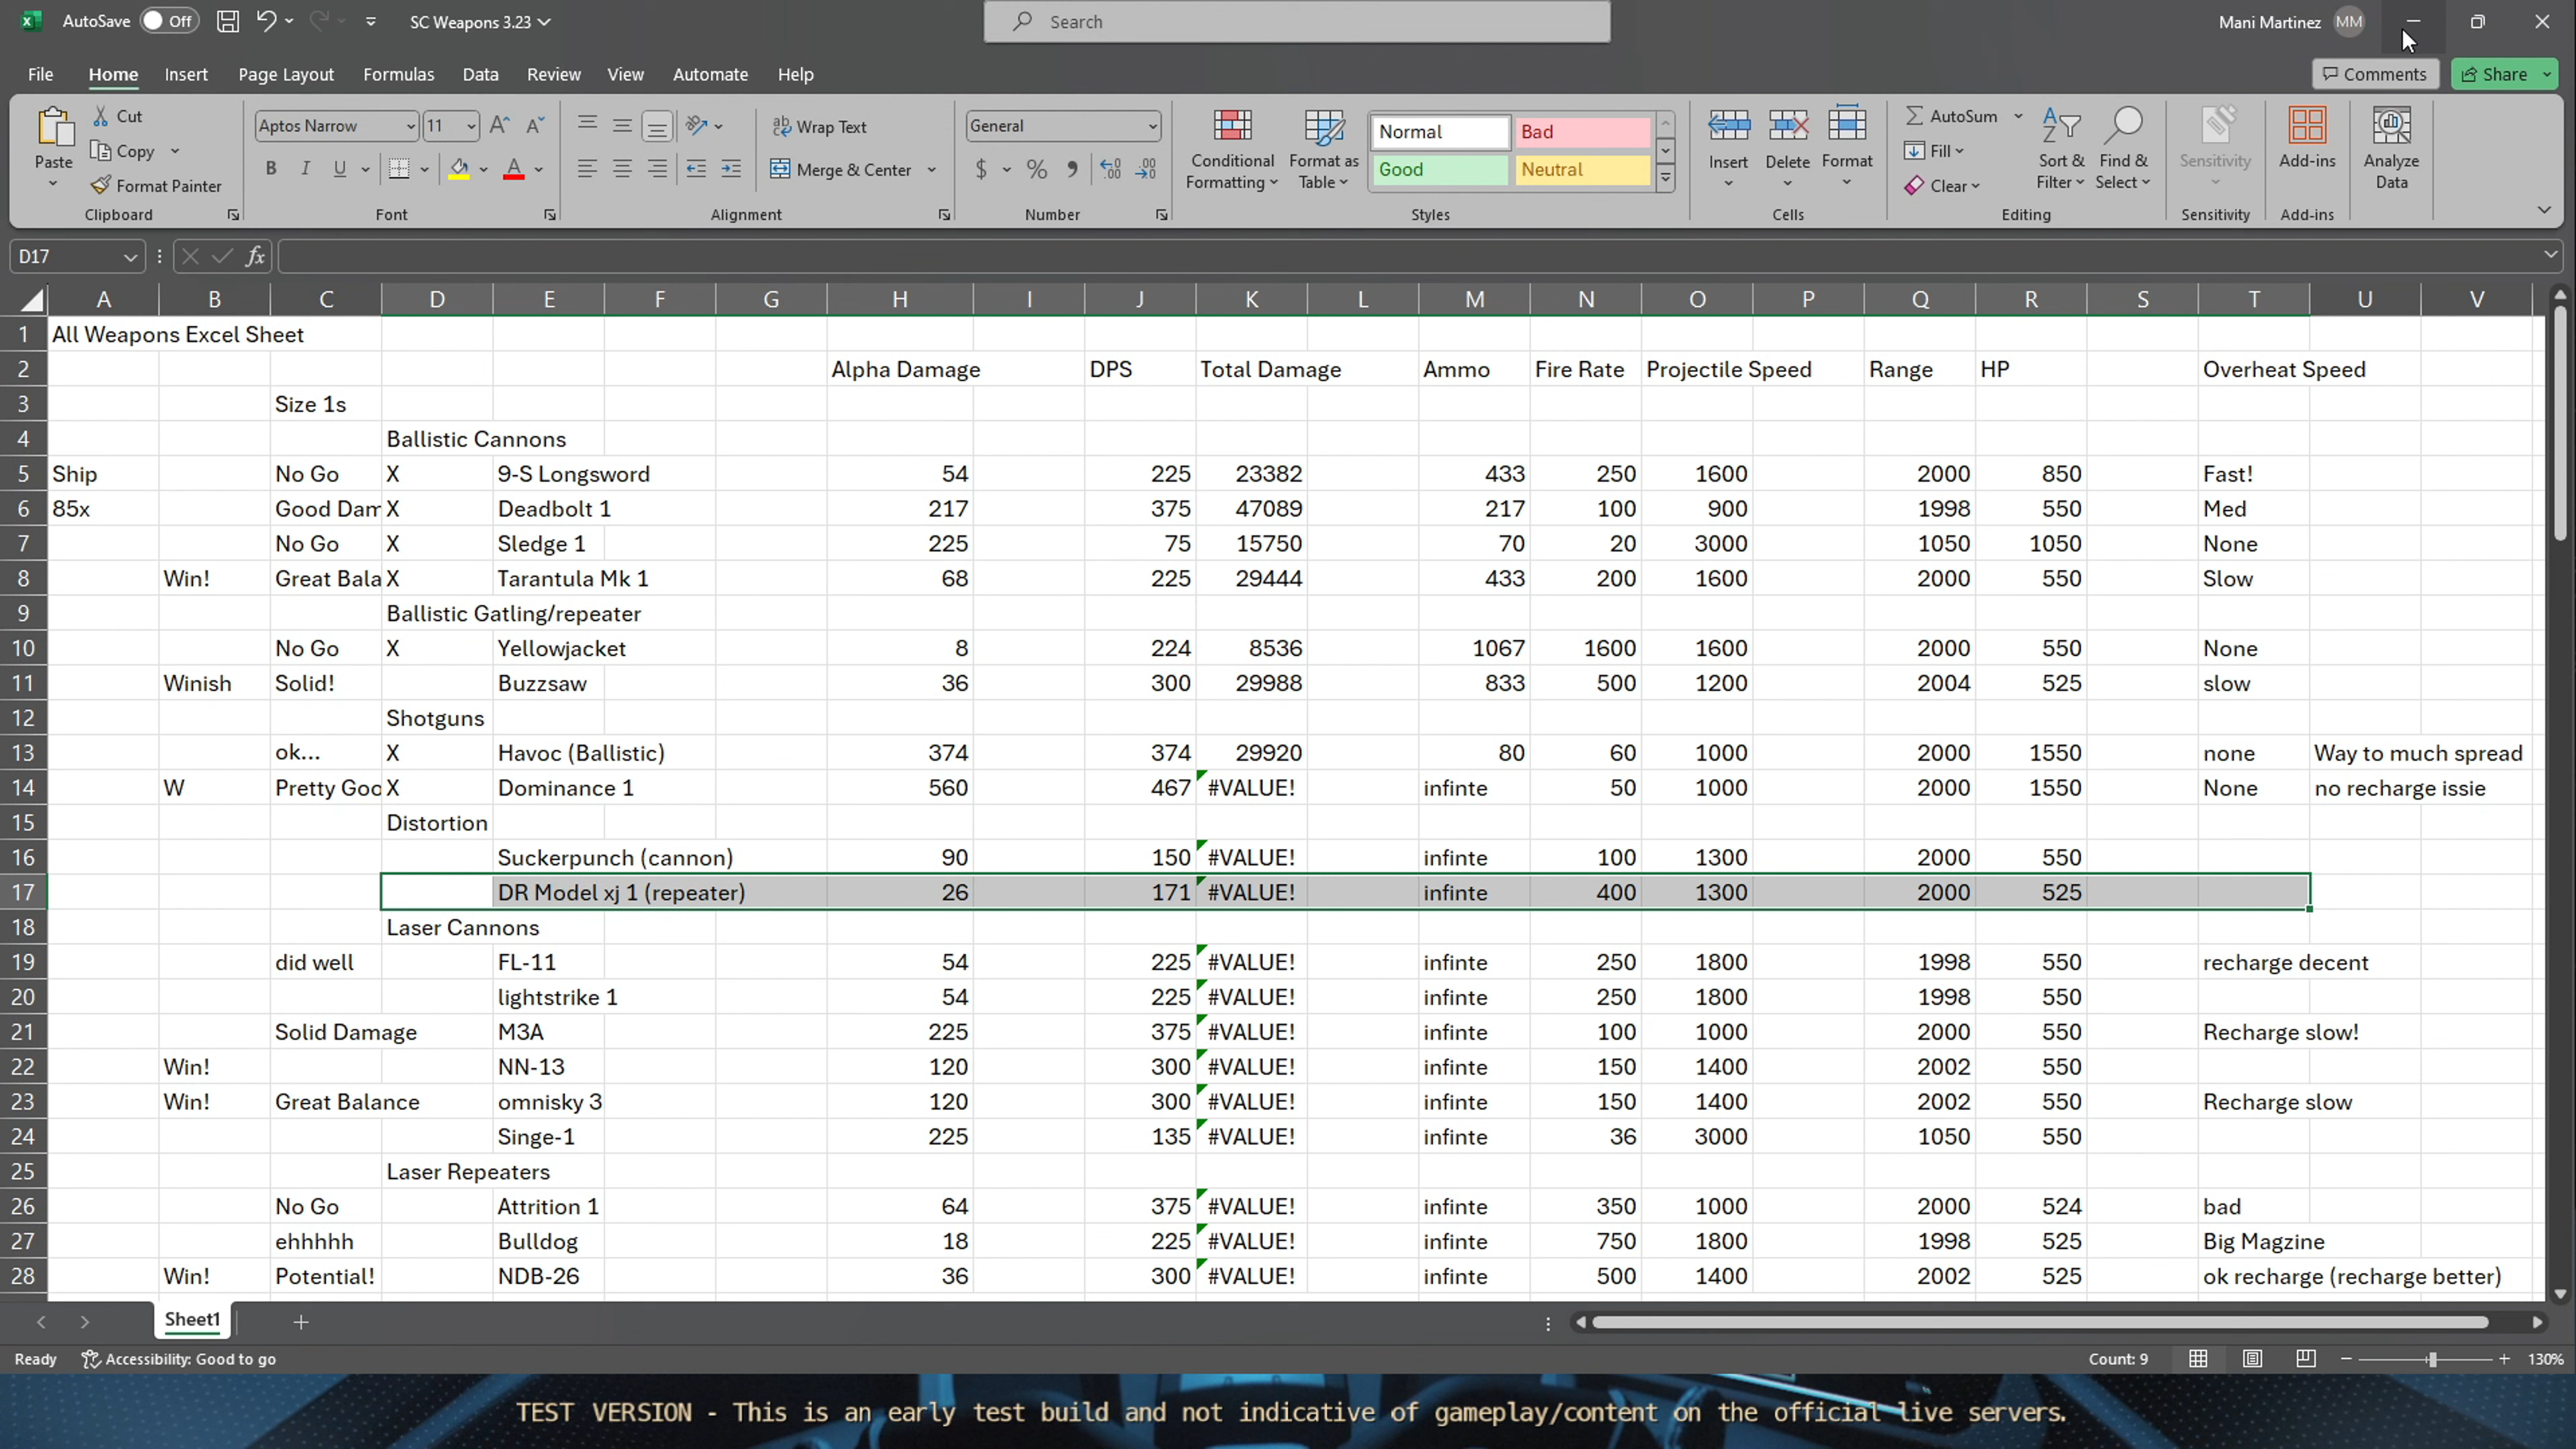 AutoSave Off SC Weapons 3.23 Search Mani Martinez MM
File Home Insert Page Layout Formulas Data Review View Automate Help Comments Share
Paste Cut Copy Format Painter Clipboard
Aptos Narrow 11 B I U A Font
Wrap Text Merge & Center Alignment
General $ % Number
Conditional Formatting Format as Table Normal Bad Good Neutral Styles
Insert Delete Format Cells
AutoSum Fill Clear Sort & Filter Find & Select Editing
Sensitivity Sensitivity
Add-ins Add-ins
Analyze Data
D17 fx
A B C D E F G H I J K L M N O P Q R S T U V
1 All Weapons Excel Sheet
2 Alpha Damage DPS Total Damage Ammo Fire Rate Projectile Speed Range HP Overheat Speed
3 Size 1s
4 Ballistic Cannons
5 Ship No Go X 9-S Longsword 54 225 23382 433 250 1600 2000 850 Fast!
6 85x Good Dam X Deadbolt 1 217 375 47089 217 100 900 1998 550 Med
7 No Go X Sledge 1 225 75 15750 70 20 3000 1050 1050 None
8 Win! Great Bala X Tarantula Mk 1 68 225 29444 433 200 1600 2000 550 Slow
9 Ballistic Gatling/repeater
10 No Go X Yellowjacket 8 224 8536 1067 1600 1600 2000 550 None
11 Winish Solid! Buzzsaw 36 300 29988 833 500 1200 2004 525 slow
12 Shotguns
13 ok... X Havoc (Ballistic) 374 374 29920 80 60 1000 2000 1550 none Way to much spread
14 W Pretty Goo X Dominance 1 560 467 #VALUE! infinte 50 1000 2000 1550 None no recharge issie
15 Distortion
16 Suckerpunch (cannon) 90 150 #VALUE! infinte 100 1300 2000 550
17 DR Model xj 1 (repeater) 26 171 #VALUE! infinte 400 1300 2000 525
18 Laser Cannons
19 did well FL-11 54 225 #VALUE! infinte 250 1800 1998 550 recharge decent
20 lightstrike 1 54 225 #VALUE! infinte 250 1800 1998 550
21 Solid Damage M3A 225 375 #VALUE! infinte 100 1000 2000 550 Recharge slow!
22 Win! NN-13 120 300 #VALUE! infinte 150 1400 2002 550
23 Win! Great Balance omnisky 3 120 300 #VALUE! infinte 150 1400 2002 550 Recharge slow
24 Singe-1 225 135 #VALUE! infinte 36 3000 1050 550
25 Laser Repeaters
26 No Go Attrition 1 64 375 #VALUE! infinte 350 1000 2000 524 bad
27 ehhhhh Bulldog 18 225 #VALUE! infinte 750 1800 1998 525 Big Magzine
28 Win! Potential! NDB-26 36 300 #VALUE! infinte 500 1400 2002 525 ok recharge (recharge better)
Sheet1
Ready Accessibility: Good to go Count: 9 130%
TEST VERSION - This is an early test build and not indicative of gameplay/content on the official live servers.